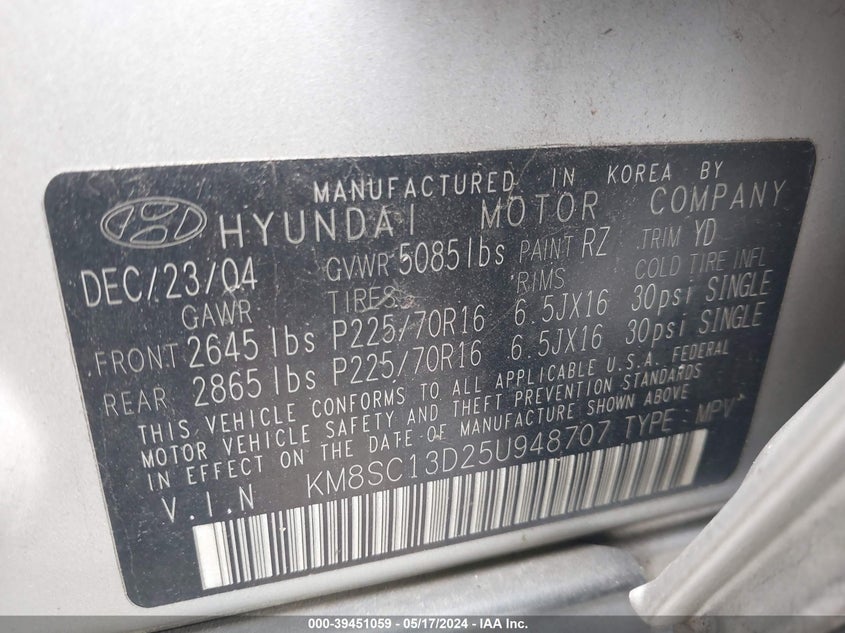 MANUFACTURED IN KOREA BY
HYUNDAI MOTOR COMPANY
DEC/23/04 GVWR 5085lbs PAINT RZ .TRIM YD
GAWR TIRES RIMS COLD TIRE INFL
FRONT 2645lbs P225/70R16 6.5JX16 30psi SINGLE
REAR 2865lbs P225/70R16 6.5JX16 30psi SINGLE
THIS VEHICLE CONFORMS TO ALL APPLICABLE U.S.A. FEDERAL
MOTOR VEHICLE SAFETY AND THEFT PREVENTION STANDARDS
IN EFFECT ON THE DATE OF MANUFACTURE SHOWN ABOVE
V.I.N KM8SC13D25U948707 TYPE : MPV
000-39451059 - 05/17/2024 - IAA Inc.